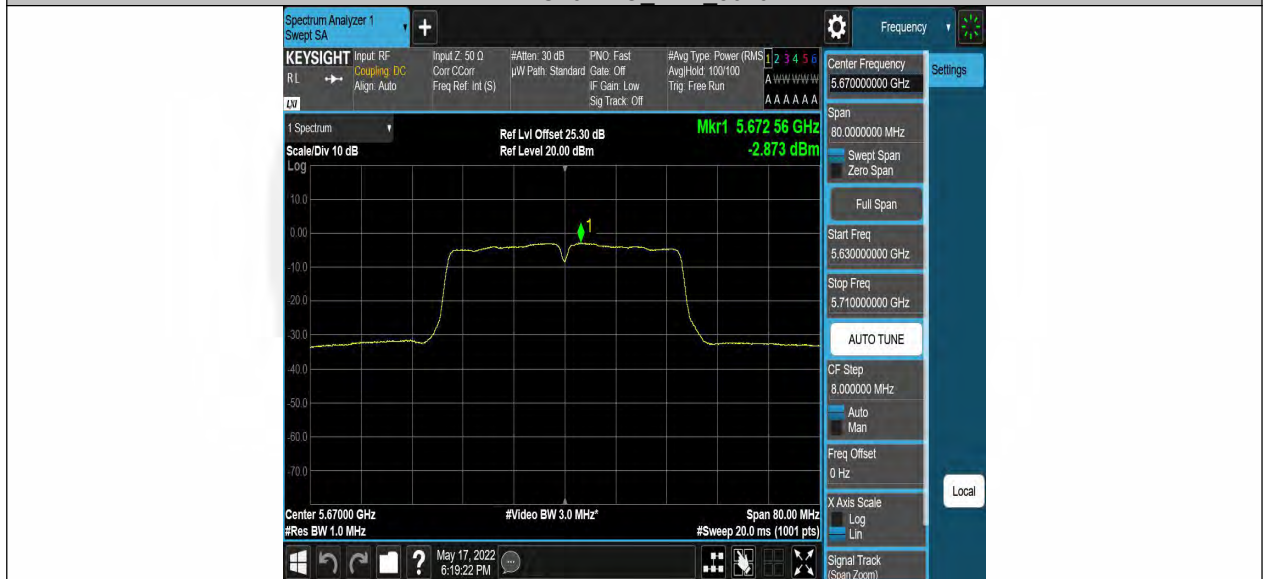 Spectrum Analyzer 1
Swept SA
+
Frequency
KEYSIGHT
RL
LXI
Input: RF
Coupling: DC
Align: Auto
Input Z: 50 Ω
Corr CCorr
Freq Ref: Int (S)
#Atten: 30 dB
µW Path: Standard
PNO: Fast
Gate: Off
IF Gain: Low
Sig Track: Off
#Avg Type: Power (RMS
Avg|Hold: 100/100
Trig: Free Run
1 2 3 4 5 6
A W W W W W
A A A A A A
1 Spectrum
Scale/Div 10 dB
Log
Ref Lvl Offset 25.30 dB
Ref Level 20.00 dBm
Mkr1 5.672 56 GHz
-2.873 dBm
10.0
0.00
-10.0
-20.0
-30.0
-40.0
-50.0
-60.0
-70.0
1
Center 5.67000 GHz
#Res BW 1.0 MHz
#Video BW 3.0 MHz*
Span 80.00 MHz
#Sweep 20.0 ms (1001 pts)
?
May 17, 2022
6:19:22 PM
Center Frequency
5.670000000 GHz
Settings
Span
80.0000000 MHz
Swept Span
Zero Span
Full Span
Start Freq
5.630000000 GHz
Stop Freq
5.710000000 GHz
AUTO TUNE
CF Step
8.000000 MHz
Auto
Man
Freq Offset
0 Hz
X Axis Scale
Log
Lin
Local
Signal Track
(Span Zoom)